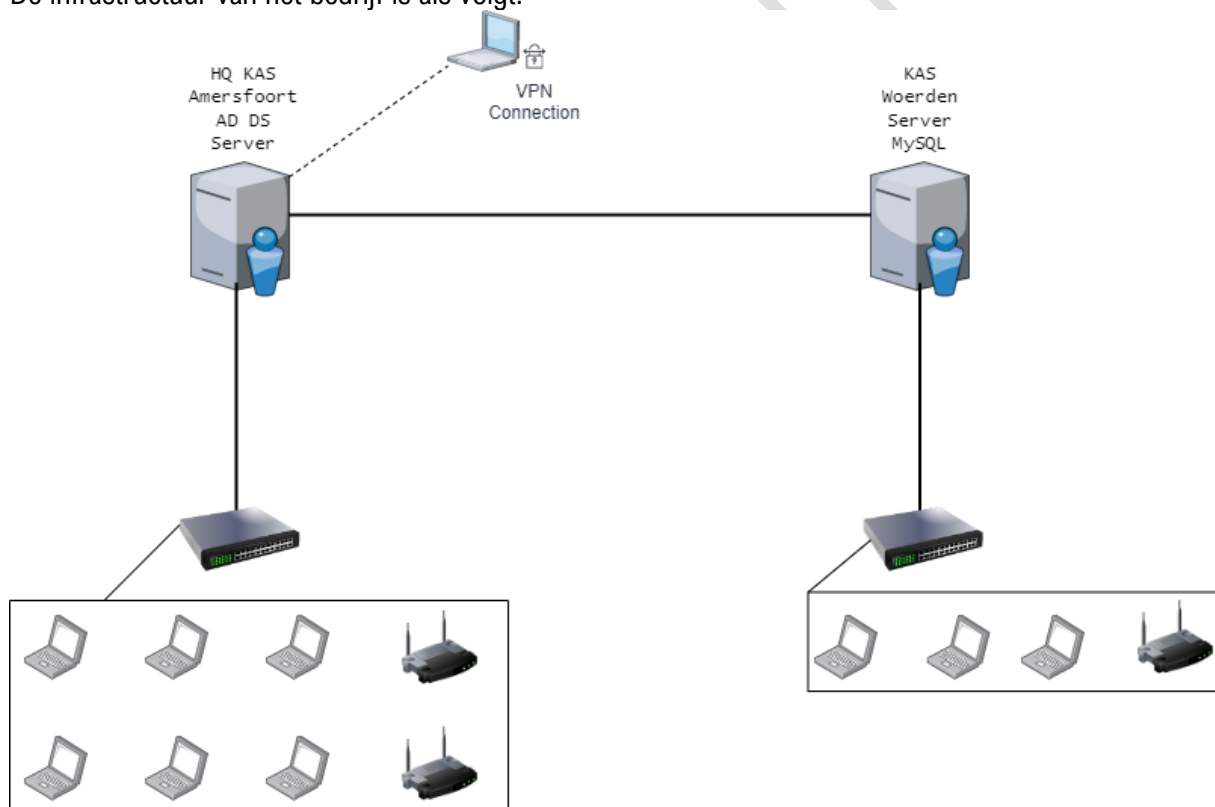 De infrastructuur van het bedrijf is als volgt:
HQ KAS
Amersfoort
AD DS
Server
VPN
Connection
KAS
Woerden
Server
MySQL